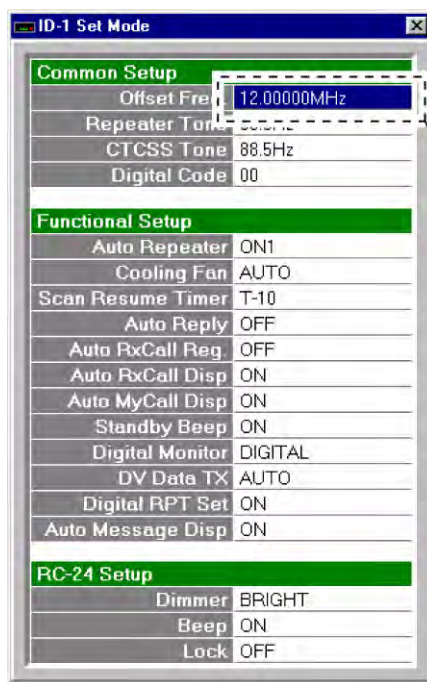 ID-1 Set Mode
Common Setup
Offset Freq. 12.00000MHz
Repeater Tone
CTCSS Tone 88.5Hz
Digital Code 00
Functional Setup
Auto Repeater ON1
Cooling Fan AUTO
Scan Resume Timer T-10
Auto Reply OFF
Auto RxCall Reg. OFF
Auto RxCall Disp ON
Auto MyCall Disp ON
Standby Beep ON
Digital Monitor DIGITAL
DV Data TX AUTO
Digital RPT Set ON
Auto Message Disp ON
RC-24 Setup
Dimmer BRIGHT
Beep ON
Lock OFF